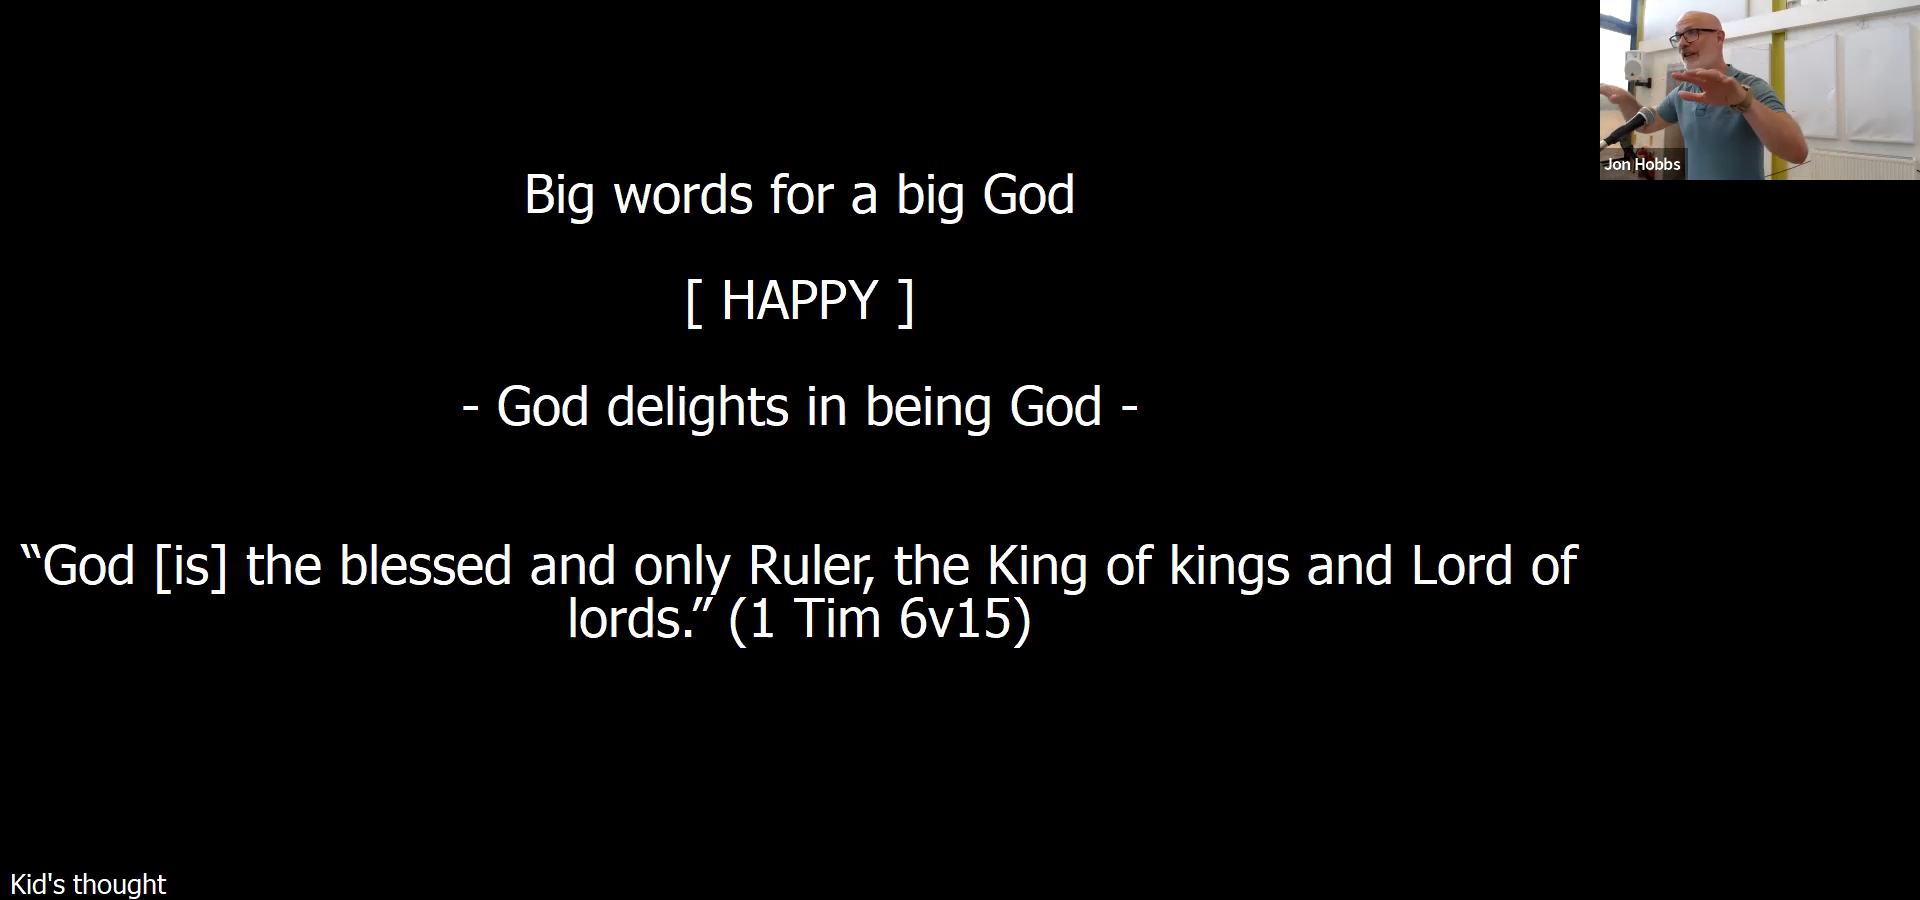 Big words for a big God
[ HAPPY ]
- God delights in being God -
“God [is] the blessed and only Ruler, the King of kings and Lord of
lords.” (1 Tim 6v15)
Kid's thought
Jon Hobbs